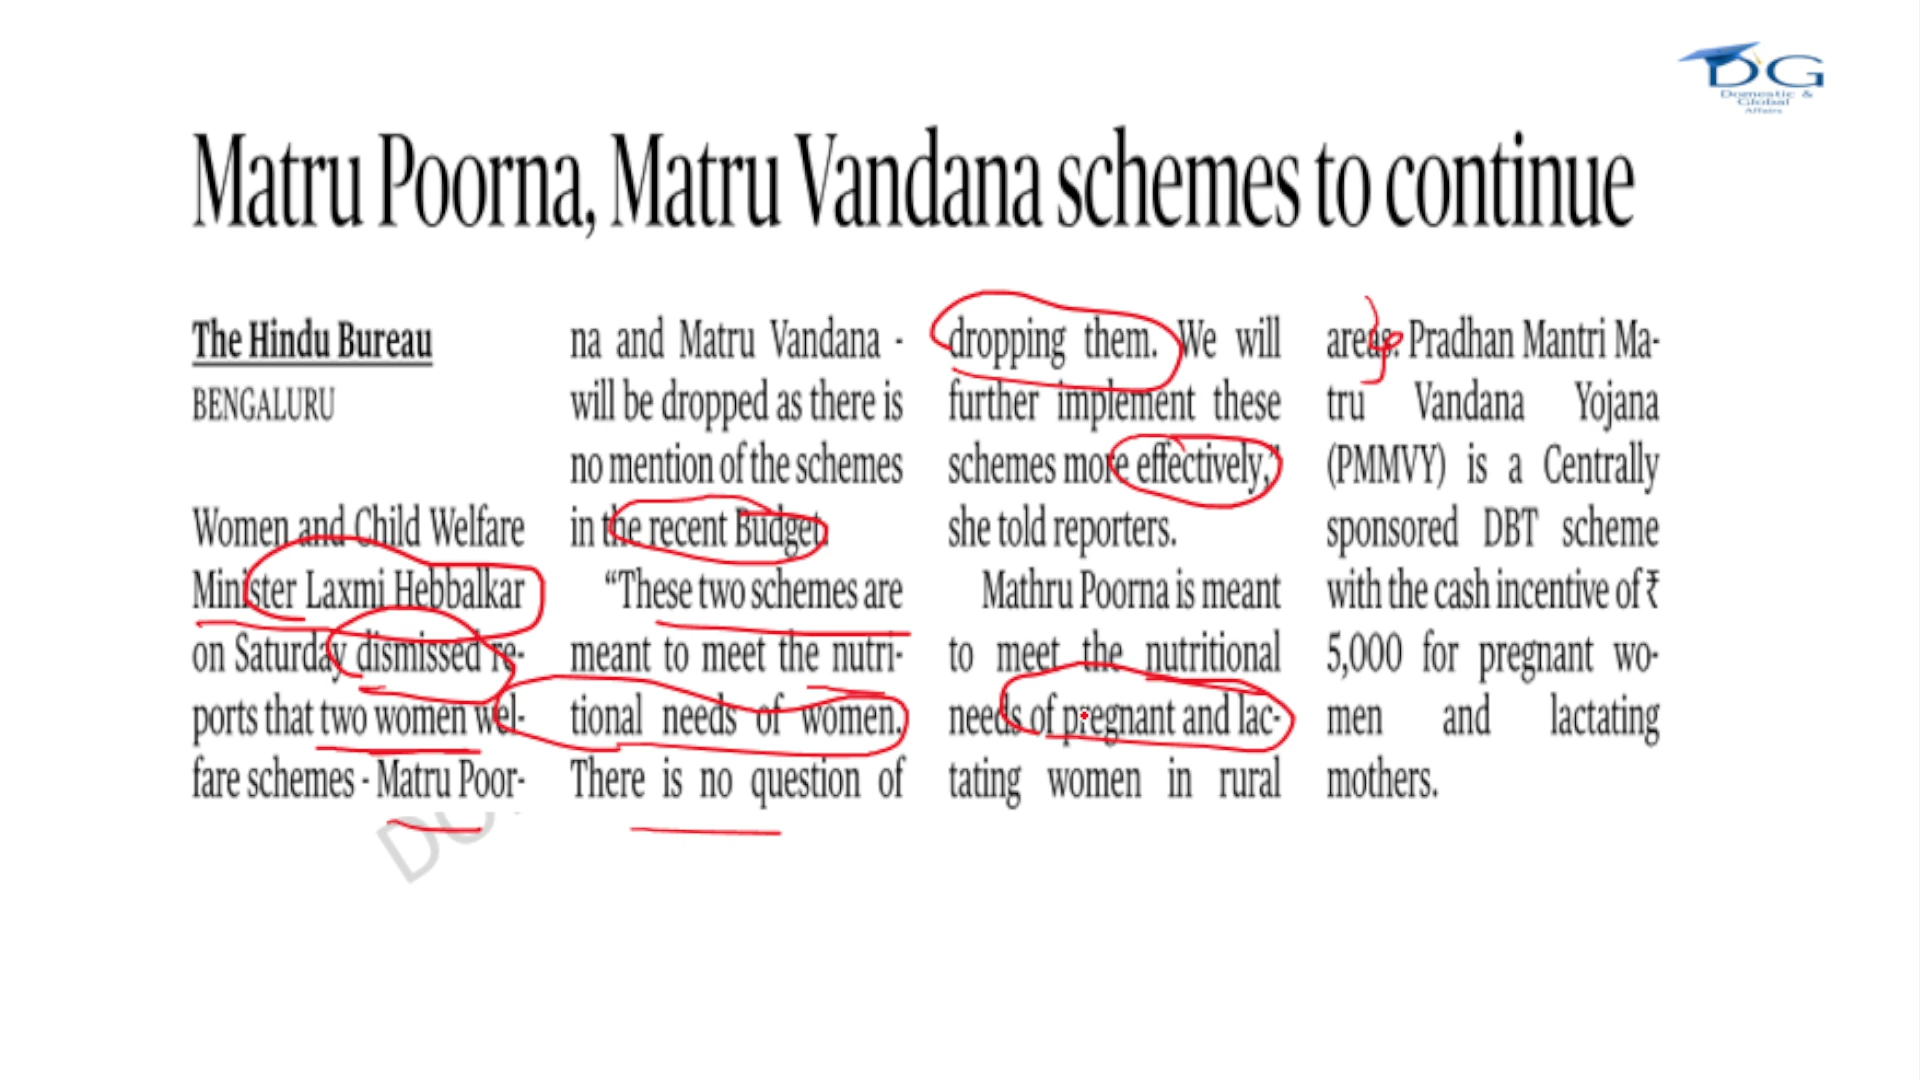 DG
Domestic &
Global
Affairs
Matru Poorna, Matru Vandana schemes to continue
The Hindu Bureau
BENGALURU
Women and Child Welfare
Minister Laxmi Hebbalkar
on Saturday dismissed re-
ports that two women wel-
fare schemes - Matru Poor-
na and Matru Vandana -
will be dropped as there is
no mention of the schemes
in the recent Budget.
“These two schemes are
meant to meet the nutri-
tional needs of women.
There is no question of
dropping them. We will
further implement these
schemes more effectively,”
she told reporters.
Mathru Poorna is meant
to meet the nutritional
needs of pregnant and lac-
tating women in rural
areas. Pradhan Mantri Ma-
tru Vandana Yojana
(PMMVY) is a Centrally
sponsored DBT scheme
with the cash incentive of ₹
5,000 for pregnant wo-
men and lactating
mothers.